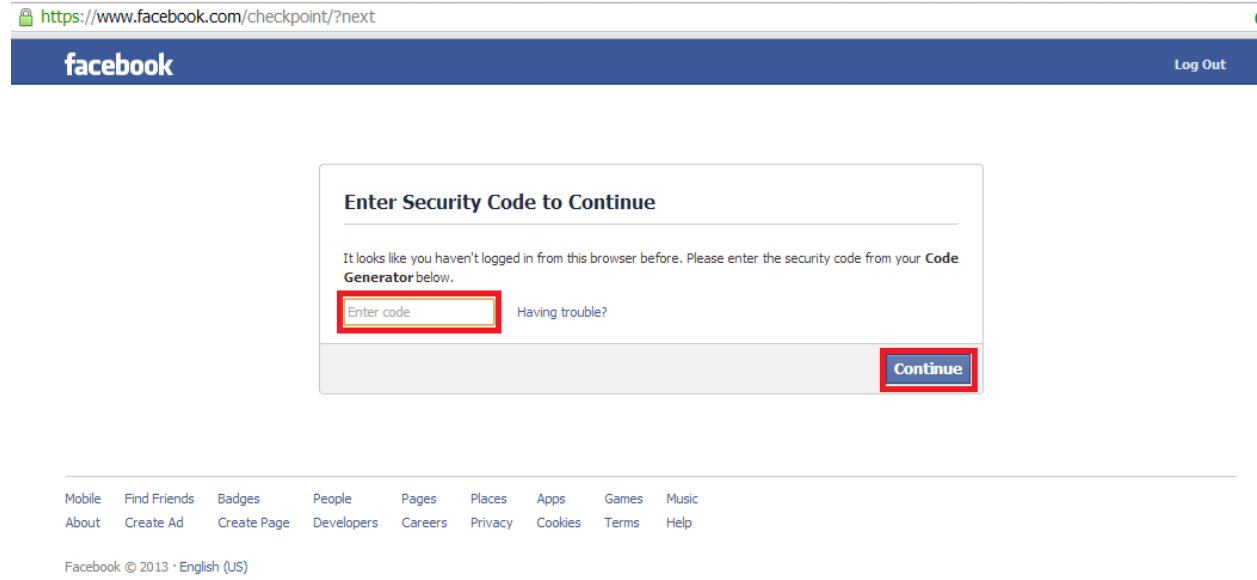 https://www.facebook.com/checkpoint/?next
facebook
Log Out
Enter Security Code to Continue
It looks like you haven't logged in from this browser before. Please enter the security code from your Code
Generator below.
Enter code
Having trouble?
Continue
Mobile Find Friends Badges People Pages Places Apps Games Music
About Create Ad Create Page Developers Careers Privacy Cookies Terms Help
Facebook © 2013 · English (US)